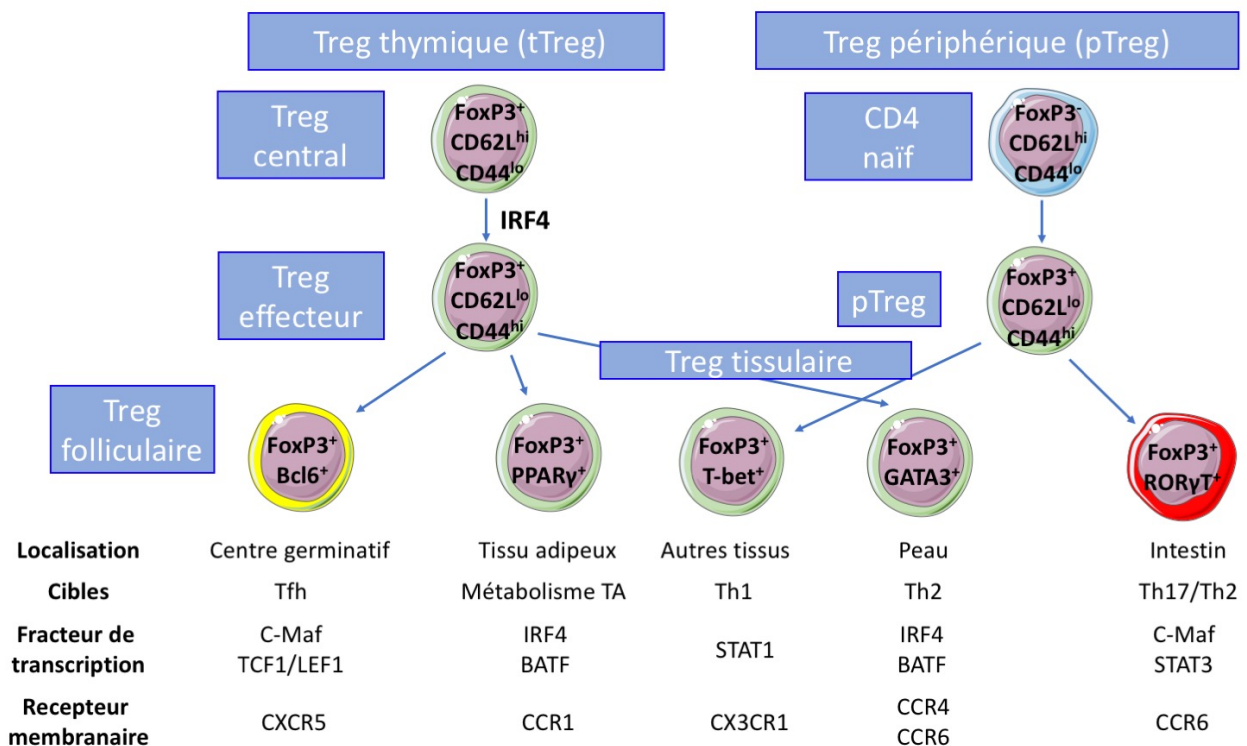 Treg thymique (tTreg)
Treg périphérique (pTreg)
Treg
central
FoxP3⁺
CD62Lʰⁱ
CD44ˡᵒ
CD4
naïf
FoxP3⁻
CD62Lʰⁱ
CD44ˡᵒ
IRF4
Treg
effecteur
FoxP3⁺
CD62Lˡᵒ
CD44ʰⁱ
pTreg
FoxP3⁺
CD62Lˡᵒ
CD44ʰⁱ
Treg tissulaire
Treg
folliculaire
FoxP3⁺
Bcl6⁺
FoxP3⁺
PPARγ⁺
FoxP3⁺
T-bet⁺
FoxP3⁺
GATA3⁺
FoxP3⁺
RORγT⁺
Localisation Centre germinatif Tissu adipeux Autres tissus Peau Intestin
Cibles Tfh Métabolisme TA Th1 Th2 Th17/Th2
Fracteur de
transcription
C-Maf
TCF1/LEF1
IRF4
BATF
STAT1
IRF4
BATF
C-Maf
STAT3
Recepteur
membranaire
CXCR5
CCR1
CX3CR1
CCR4
CCR6
CCR6